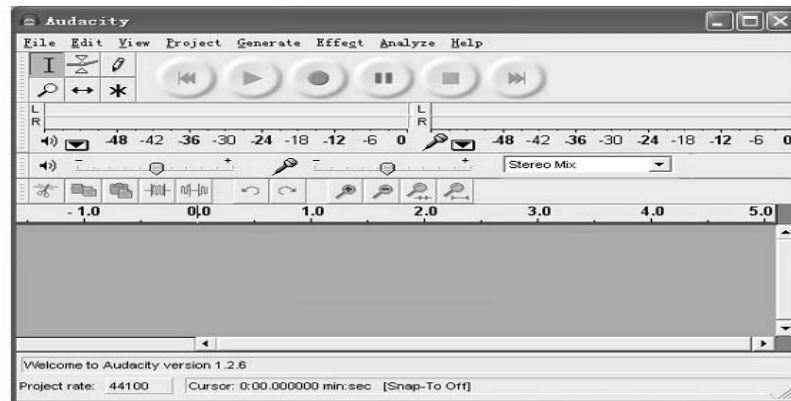 Audacity
File Edit View Project Generate Effect Analyze Help
L
R
L
R
-48 -42 -36 -30 -24 -18 -12 -6 0
-48 -42 -36 -30 -24 -18 -12 -6 0
Stereo Mix
- 1.0 0.0 1.0 2.0 3.0 4.0 5.0
Welcome to Audacity version 1.2.6
Project rate: 44100 Cursor: 0:00.000000 min:sec [Snap-To Off]